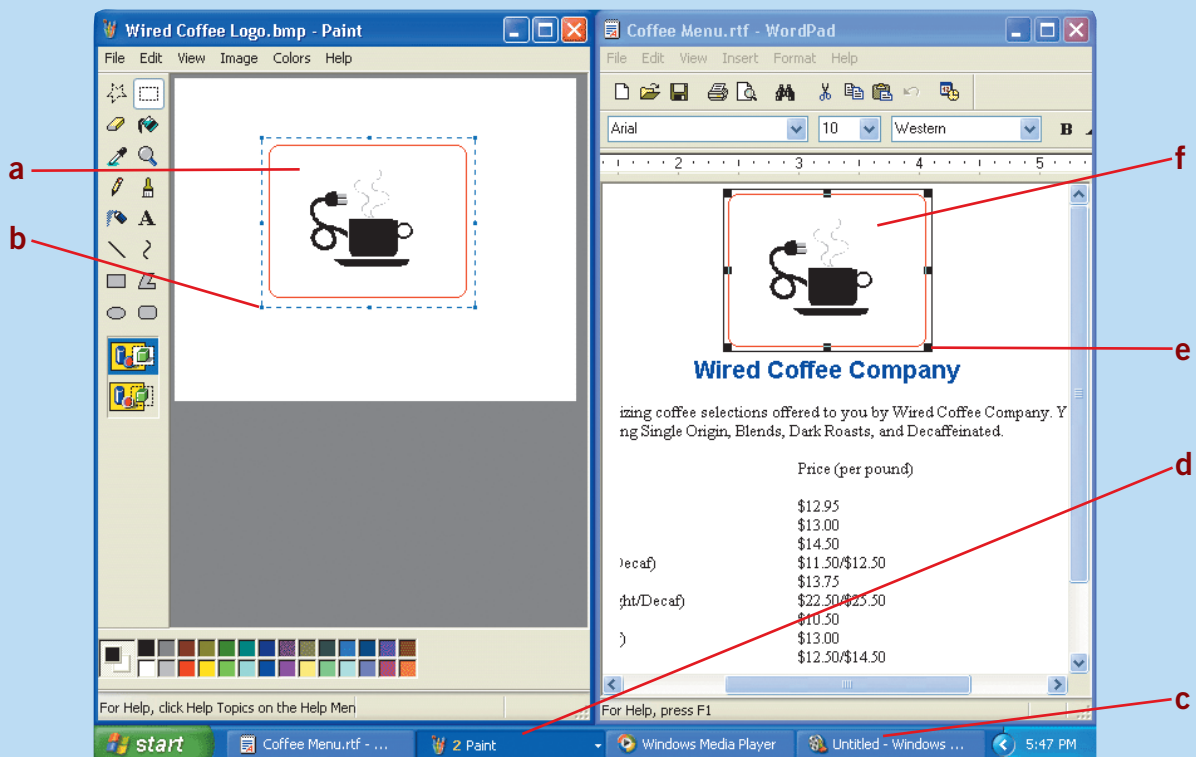 Wired Coffee Logo.bmp - Paint
File Edit View Image Colors Help
A
For Help, click Help Topics on the Help Men
Coffee Menu.rtf - WordPad
File Edit View Insert Format Help
Arial 10 Western B
2 3 4 5
Wired Coffee Company
izing coffee selections offered to you by Wired Coffee Company. Y
ng Single Origin, Blends, Dark Roasts, and Decaffeinated.
Price (per pound)
$12.95
$13.00
$14.50
ecaf) $11.50/$12.50
$13.75
ht/Decaf) $22.50/$25.50
$10.50
) $13.00
$12.50/$14.50
For Help, press F1
start Coffee Menu.rtf - ... 2 Paint Windows Media Player Untitled - Windows ... 5:47 PM
a
b
f
e
d
c